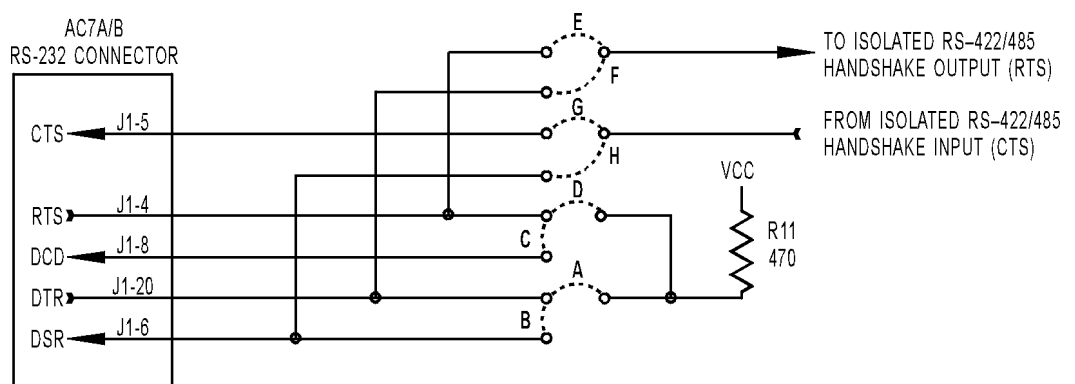 AC7A/B
RS-232 CONNECTOR
E
TO ISOLATED RS–422/485
HANDSHAKE OUTPUT (RTS)
F
G
CTS
J1-5
FROM ISOLATED RS–422/485
HANDSHAKE INPUT (CTS)
H
VCC
D
RTS
J1-4
R11
470
C
DCD
J1-8
A
DTR
J1-20
B
DSR
J1-6